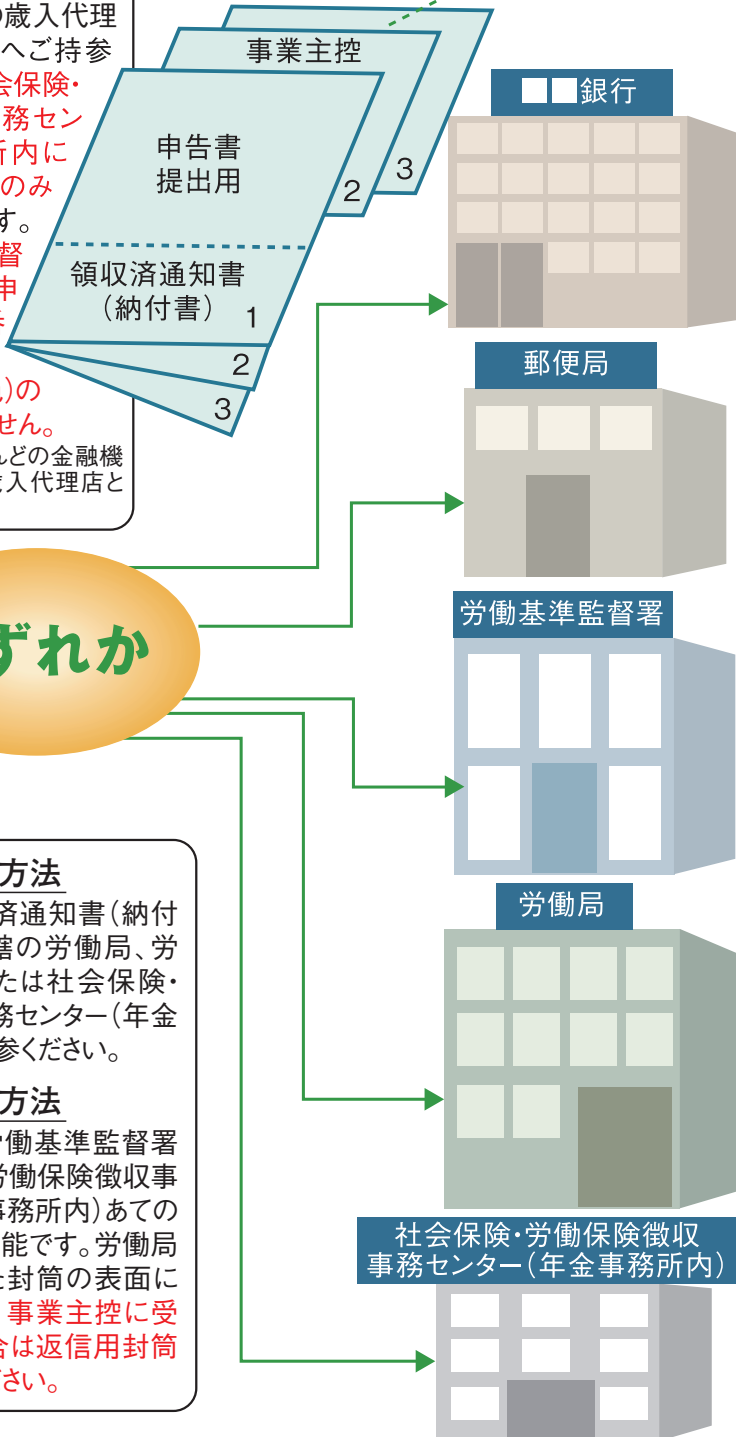 歳入代理
へご持参
会保険・
務セン
所内に
のみ
す。
督
申
)の
せん。
どの金融機
歳入代理店と
事業主控
3
申告書
提出用
2
領収済通知書
(納付書) 1
2
3
ずれか
方法
済通知書(納付
轄の労働局、労
たは社会保険・
務センター(年金
参ください。
方法
労働基準監督署
労働保険徴収事
事務所内)あての
能です。労働局
た封筒の表面に
事業主控に受
合は返信用封筒
ださい。
□□銀行
郵便局
労働基準監督署
労働局
社会保険・労働保険徴収
事務センター(年金事務所内)